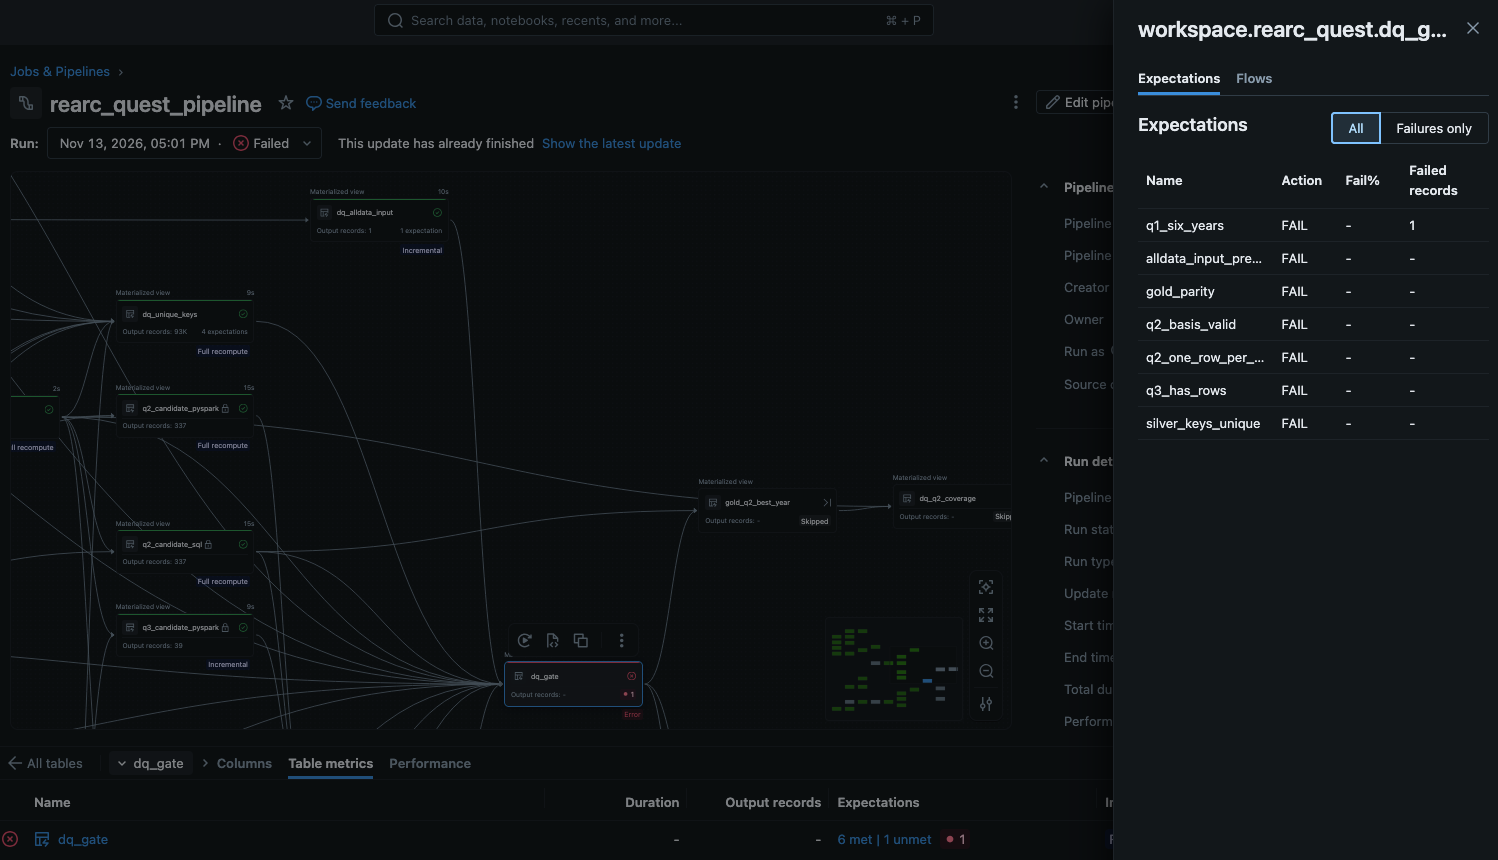 Search data, notebooks, recents, and more...
⌘ + P
Jobs & Pipelines ›
rearc_quest_pipeline
Send feedback
Edit pipe
Run:
Nov 13, 2026, 05:01 PM · Failed
This update has already finished Show the latest update
Materialized view 10s
dq_alldata_input
Output records: 1 1 expectation
Incremental
Materialized view 9s
dq_unique_keys
Output records: 93K 4 expectations
Full recompute
2s
ll recompute
Materialized view 16s
q2_candidate_pyspark
Output records: 337
Full recompute
Materialized view 16s
q2_candidate_sql
Output records: 337
Full recompute
Materialized view 9s
q3_candidate_pyspark
Output records: 39
Incremental
Materialized view
gold_q2_best_year
Output records: -
Skipped
Materialized view
dq_q2_coverage
Output records: -
Skipp
dq_gate
Output records: - 1
Error
Pipeline
Pipeline
Pipeline
Creator
Owner
Run as
Source c
Run det
Pipeline
Run stat
Run type
Update
Start tim
End time
Total du
Perform
All tables
dq_gate
Columns
Table metrics
Performance
Name Duration Output records Expectations In
dq_gate - - 6 met | 1 unmet 1 F
workspace.rearc_quest.dq_g...
Expectations Flows
Expectations
All Failures only
Name Action Fail% Failed records
q1_six_years FAIL - 1
alldata_input_pre... FAIL - -
gold_parity FAIL - -
q2_basis_valid FAIL - -
q2_one_row_per_... FAIL - -
q3_has_rows FAIL - -
silver_keys_unique FAIL - -